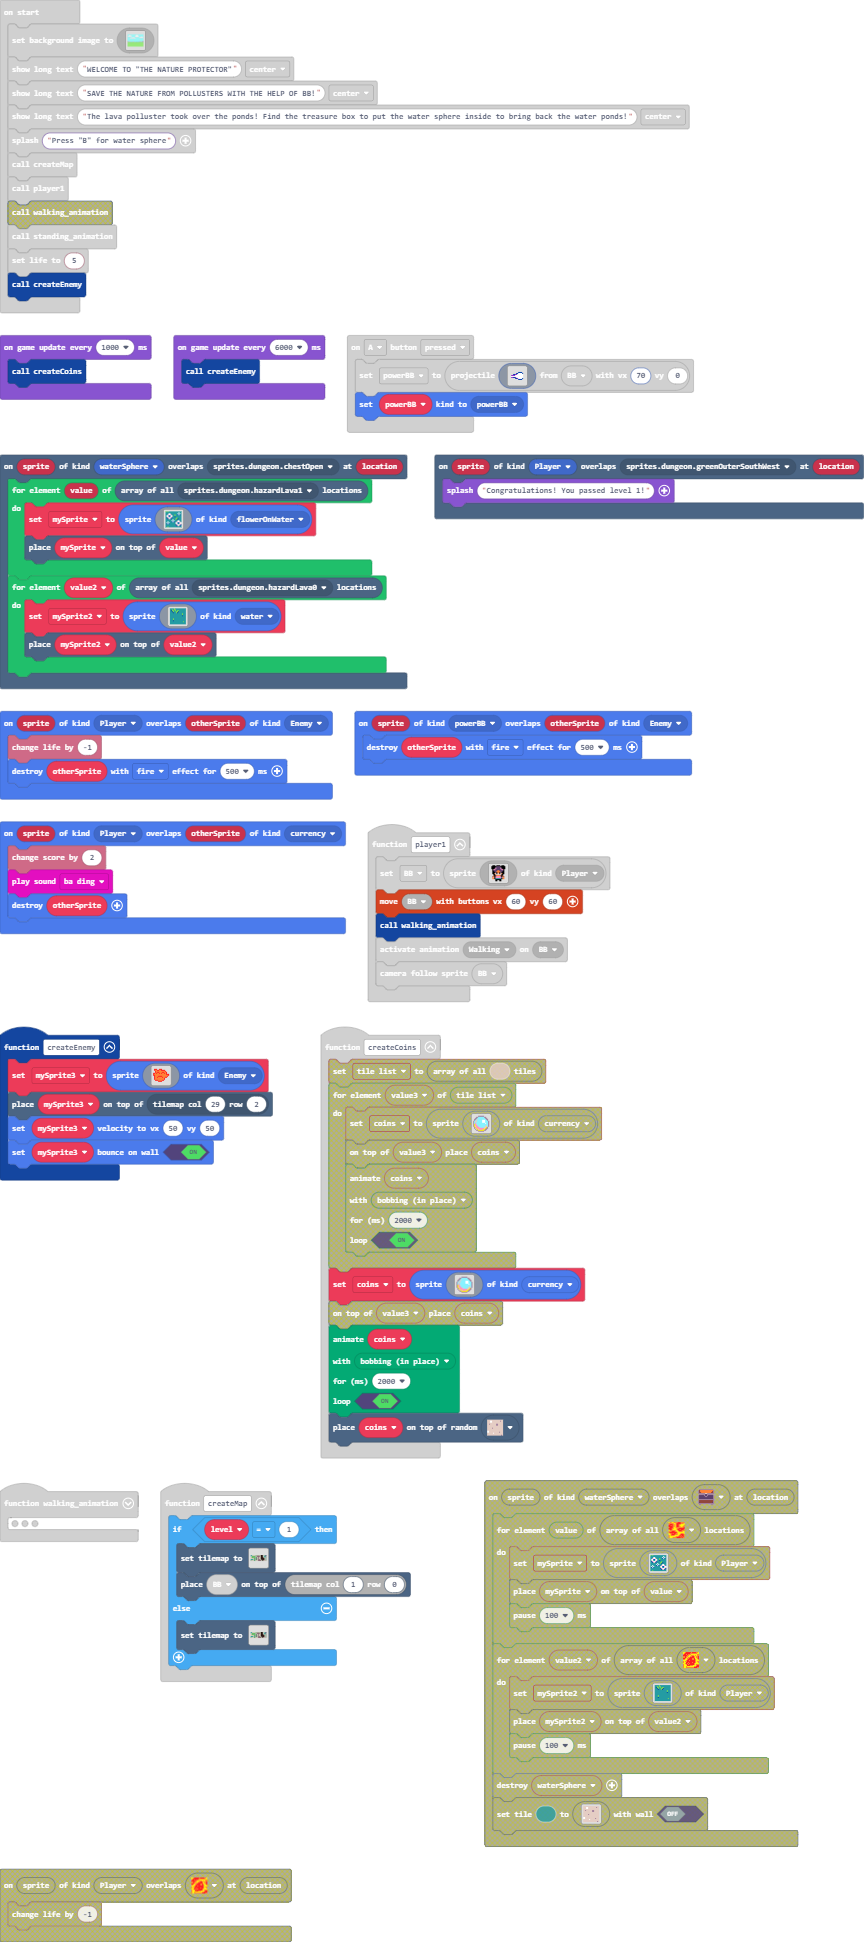 on start
set background image to
show long text "WELCOME TO "THE NATURE PROTECTOR"" center
show long text "SAVE THE NATURE FROM POLLUSTERS WITH THE HELP OF BB!" center
show long text "The lava polluster took over the ponds! Find the treasure box to put the water sphere inside to bring back the water ponds!" center
splash "Press "B" for water sphere"
call createMap
call player1
call walking_animation
call standing_animation
set life to 5
call createEnemy
on game update every 1000 ms
call createCoins
on game update every 6000 ms
call createEnemy
on A button pressed
set powerBB to projectile from BB with vx 70 vy 0
set powerBB kind to powerBB
on sprite of kind waterSphere overlaps sprites.dungeon.chestOpen at location
for element value of array of all sprites.dungeon.hazardLava1 locations
do
set mySprite to sprite of kind flowerOnWater
place mySprite on top of value
for element value2 of array of all sprites.dungeon.hazardLava0 locations
do
set mySprite2 to sprite of kind water
place mySprite2 on top of value2
on sprite of kind Player overlaps sprites.dungeon.greenOuterSouthWest at location
splash "Congratulations! You passed level 1!"
on sprite of kind Player overlaps otherSprite of kind Enemy
change life by -1
destroy otherSprite with fire effect for 500 ms
on sprite of kind powerBB overlaps otherSprite of kind Enemy
destroy otherSprite with fire effect for 500 ms
on sprite of kind Player overlaps otherSprite of kind currency
change score by 2
play sound ba ding
destroy otherSprite
function player1
set BB to sprite of kind Player
move BB with buttons vx 60 vy 60
call walking_animation
activate animation Walking on BB
camera follow sprite BB
function createEnemy
set mySprite3 to sprite of kind Enemy
place mySprite3 on top of tilemap col 29 row 2
set mySprite3 velocity to vx 50 vy 50
set mySprite3 bounce on wall ON
function createCoins
set tile list to array of all tiles
for element value3 of tile list
do
set coins to sprite of kind currency
on top of value3 place coins
animate coins
with bobbing (in place)
for (ms) 2000
loop ON
set coins to sprite of kind currency
on top of value3 place coins
animate coins
with bobbing (in place)
for (ms) 2000
loop ON
place coins on top of random
function walking_animation
function createMap
if level = 1 then
set tilemap to
place BB on top of tilemap col 1 row 0
else
set tilemap to
on sprite of kind waterSphere overlaps at location
for element value of array of all locations
do
set mySprite to sprite of kind Player
place mySprite on top of value
pause 100 ms
for element value2 of array of all locations
do
set mySprite2 to sprite of kind Player
place mySprite2 on top of value2
pause 100 ms
destroy waterSphere
set tile to with wall OFF
on sprite of kind Player overlaps at location
change life by -1